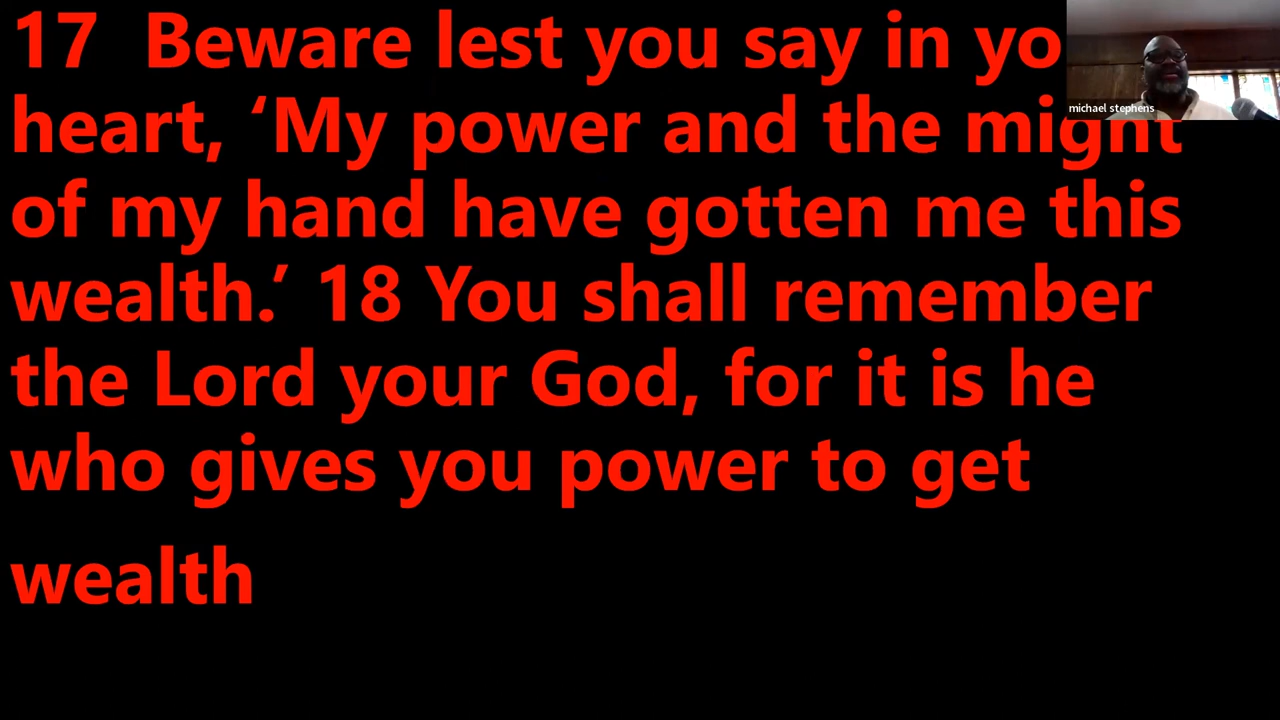 17 Beware lest you say in yo
heart, ‘My power and the might
of my hand have gotten me this
wealth.’ 18 You shall remember
the Lord your God, for it is he
who gives you power to get
wealth
michael stephens